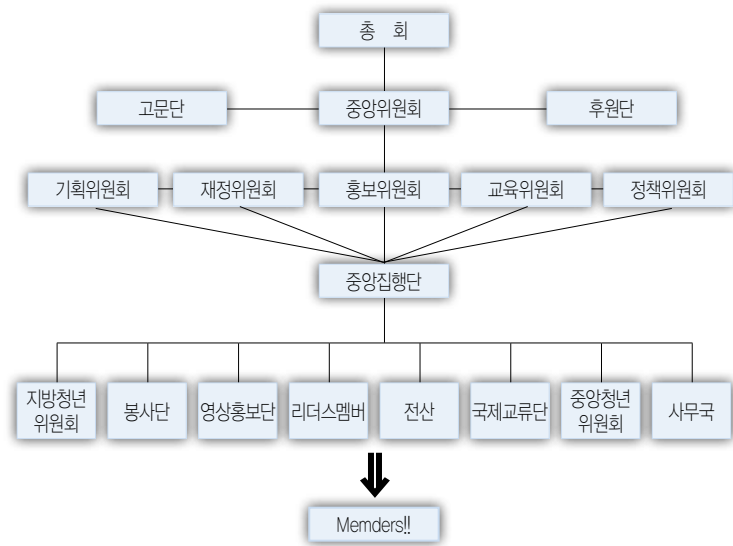 총 회
고문단 중앙위원회 후원단
기획위원회 재정위원회 홍보위원회 교육위원회 정책위원회
중앙집행단
지방청년
위원회
봉사단
영상홍보단
리더스멤버
전산
국제교류단
중앙청년
위원회
사무국
Memders!!